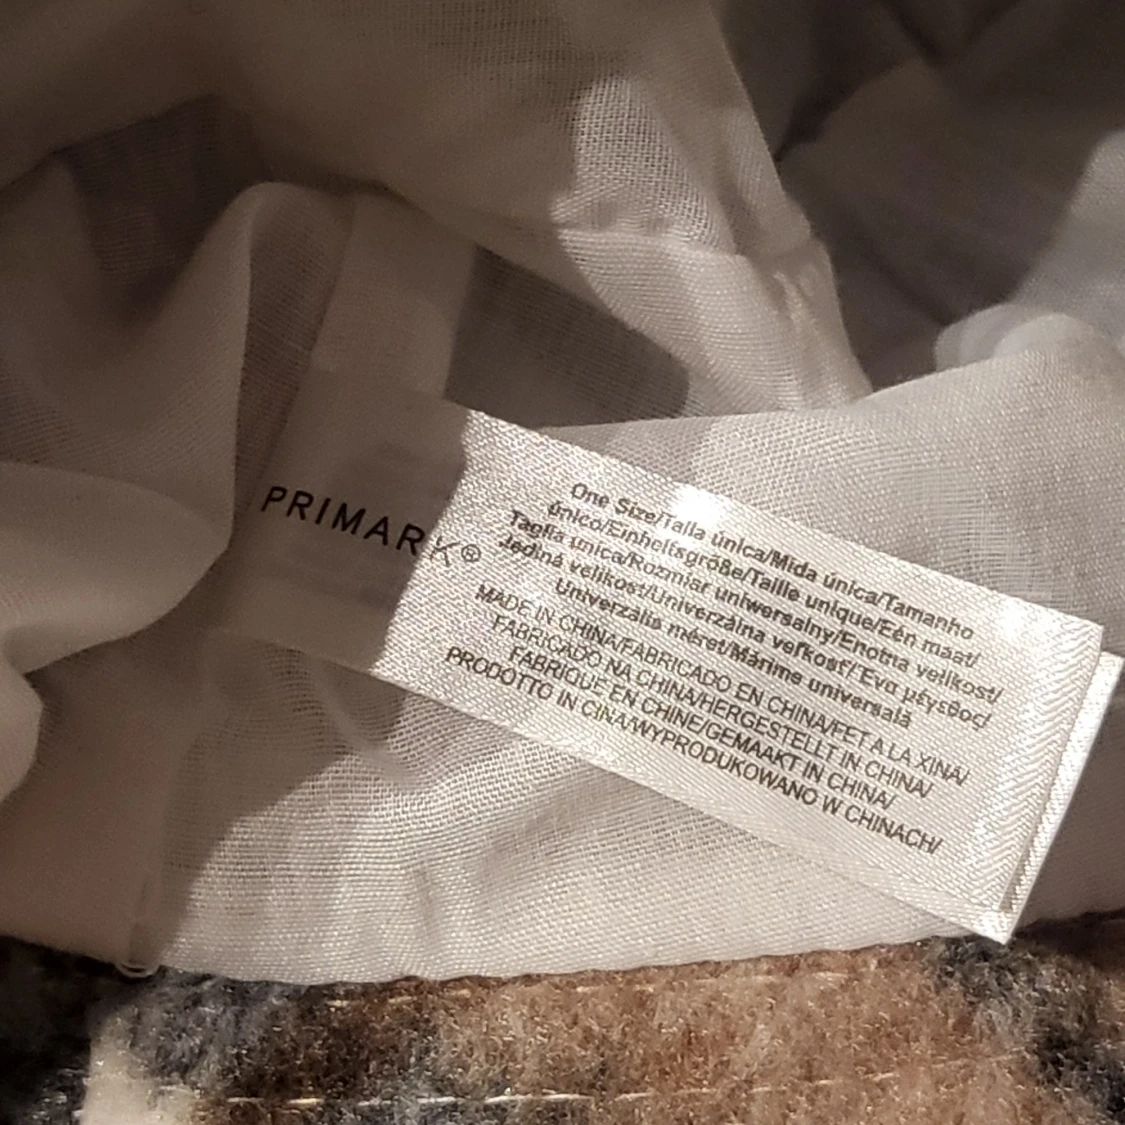 PRIMARK®
One Size/Talla única/Mida única/Tamanho
único/Einheitsgröße/Taille unique/Eén maat/
Taglia unica/Rozmiar uniwersalny/Enotna velikost/
Jediná velikost/Univerzálna veľkosť/Ένα μέγεθος/
Univerzális méret/Mărime universală
MADE IN CHINA/FABRICADO EN CHINA/FET A LA XINA/
FABRICADO NA CHINA/HERGESTELLT IN CHINA/
FABRIQUE EN CHINE/GEMAAKT IN CHINA/
PRODOTTO IN CINA/WYPRODUKOWANO W CHINACH/